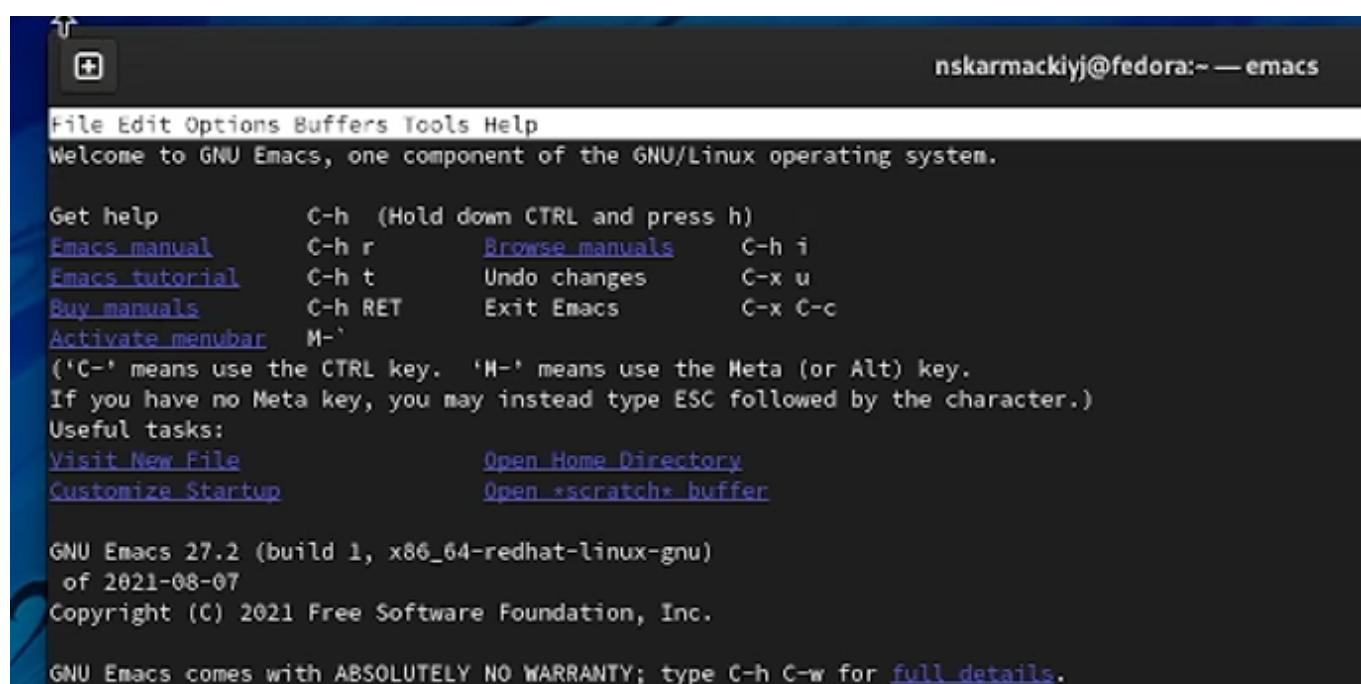 nskarmackiyj@fedora:~ — emacs
File Edit Options Buffers Tools Help
Welcome to GNU Emacs, one component of the GNU/Linux operating system.
Get help C-h (Hold down CTRL and press h)
Emacs manual C-h r Browse manuals C-h i
Emacs tutorial C-h t Undo changes C-x u
Buy manuals C-h RET Exit Emacs C-x C-c
Activate menubar M-`
(‘C-’ means use the CTRL key. ‘M-’ means use the Meta (or Alt) key.
If you have no Meta key, you may instead type ESC followed by the character.)
Useful tasks:
Visit New File Open Home Directory
Customize Startup Open *scratch* buffer
GNU Emacs 27.2 (build 1, x86_64-redhat-linux-gnu)
of 2021-08-07
Copyright (C) 2021 Free Software Foundation, Inc.
GNU Emacs comes with ABSOLUTELY NO WARRANTY; type C-h C-w for full details.